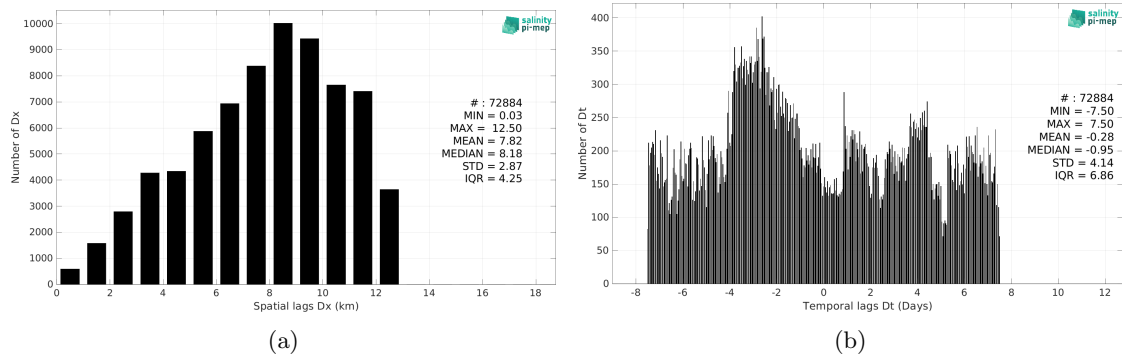 10000
9000
8000
7000
6000
5000
4000
3000
2000
1000
0
Number of Dx
0 2 4 6 8 10 12 14 16 18
Spatial lags Dx (km)
salinity
pi-mep
# : 72884
MIN = 0.03
MAX = 12.50
MEAN = 7.82
MEDIAN = 8.18
STD = 2.87
IQR = 4.25
(a)
400
350
300
250
200
150
100
50
0
Number of Dt
-8 -6 -4 -2 0 2 4 6 8 10 12
Temporal lags Dt (Days)
salinity
pi-mep
# : 72884
MIN = -7.50
MAX = 7.50
MEAN = -0.28
MEDIAN = -0.95
STD = 4.14
IQR = 6.86
(b)